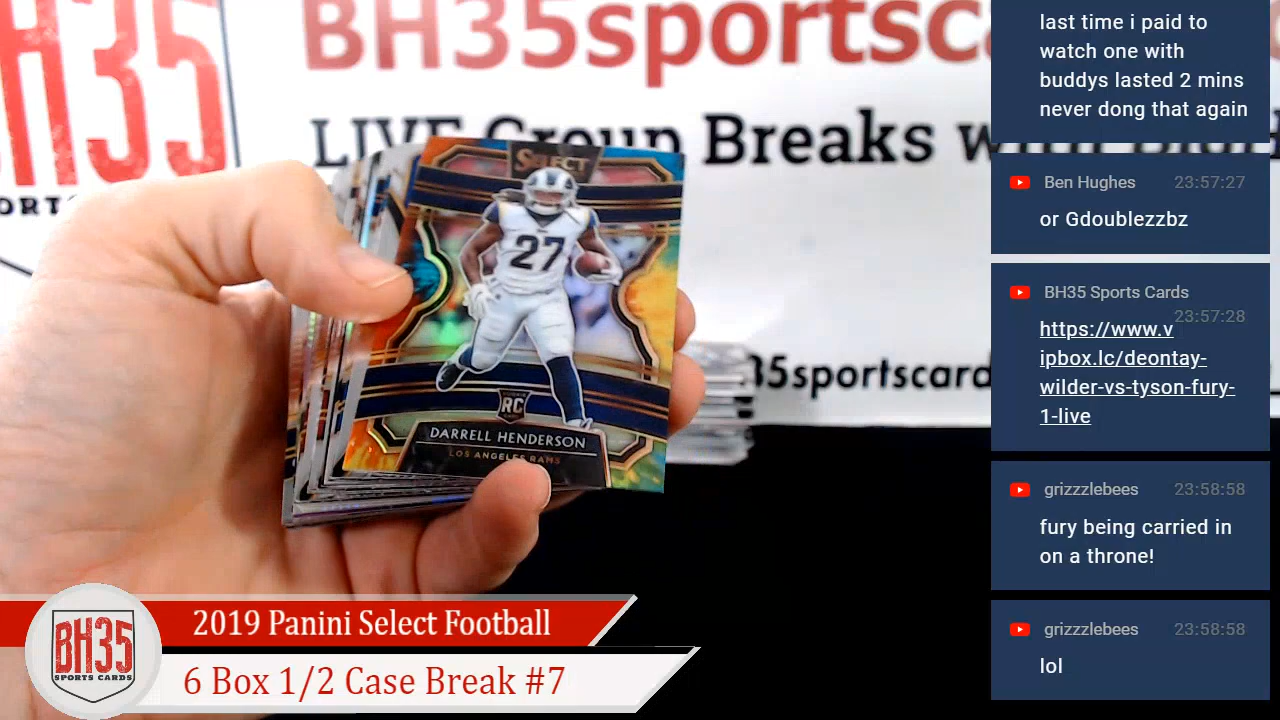 BH35
BH35sportsc
LIVE Group Breaks w
35sportscard
SELECT
27
RC
DARRELL HENDERSON
LOS ANGELES RAMS
2019 Panini Select Football
6 Box 1/2 Case Break #7
BH35
SPORTS CARDS
last time i paid to
watch one with
buddys lasted 2 mins
never dong that again
Ben Hughes 23:57:27
or Gdoublezzbz
BH35 Sports Cards
23:57:28
https://www.v
ipbox.lc/deontay-
wilder-vs-tyson-fury-
1-live
grizzzlebees 23:58:58
fury being carried in
on a throne!
grizzzlebees 23:58:58
lol